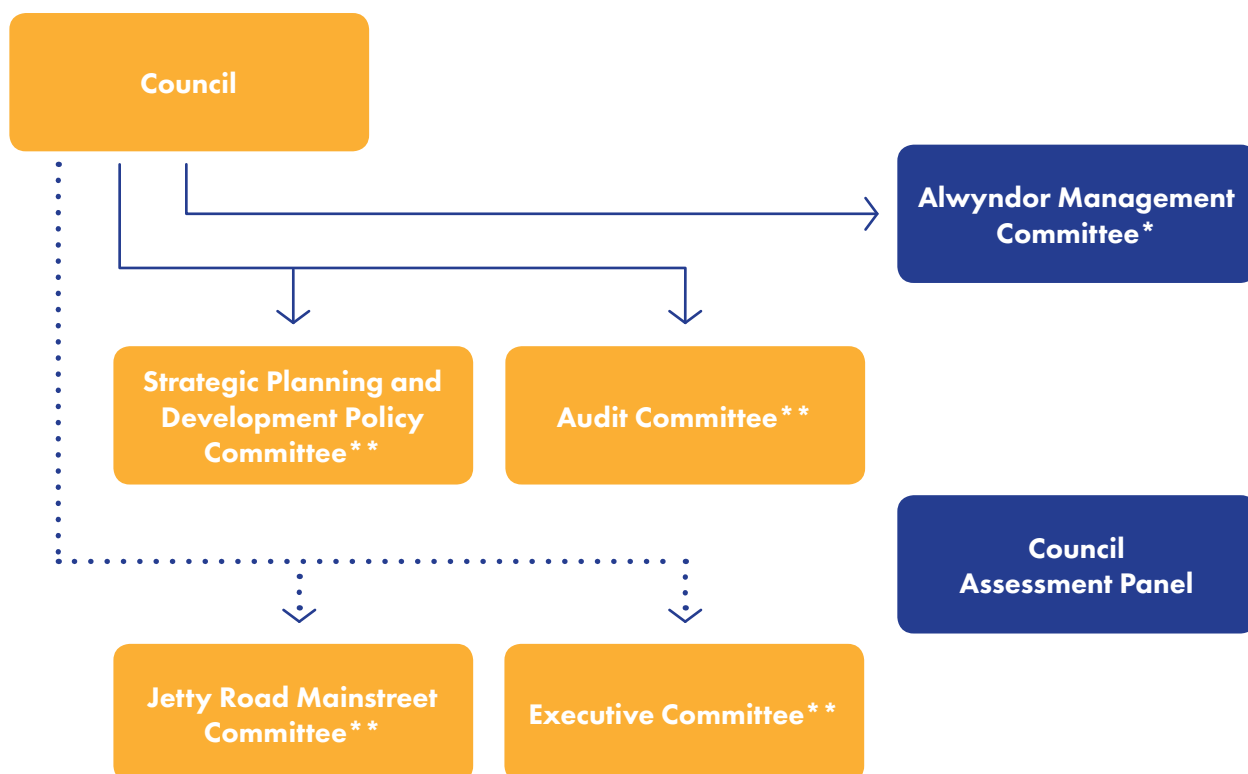 Council
Alwyndor Management
Committee*
Strategic Planning and
Development Policy
Committee**
Audit Committee**
Council
Assessment Panel
Jetty Road Mainstreet
Committee**
Executive Committee**